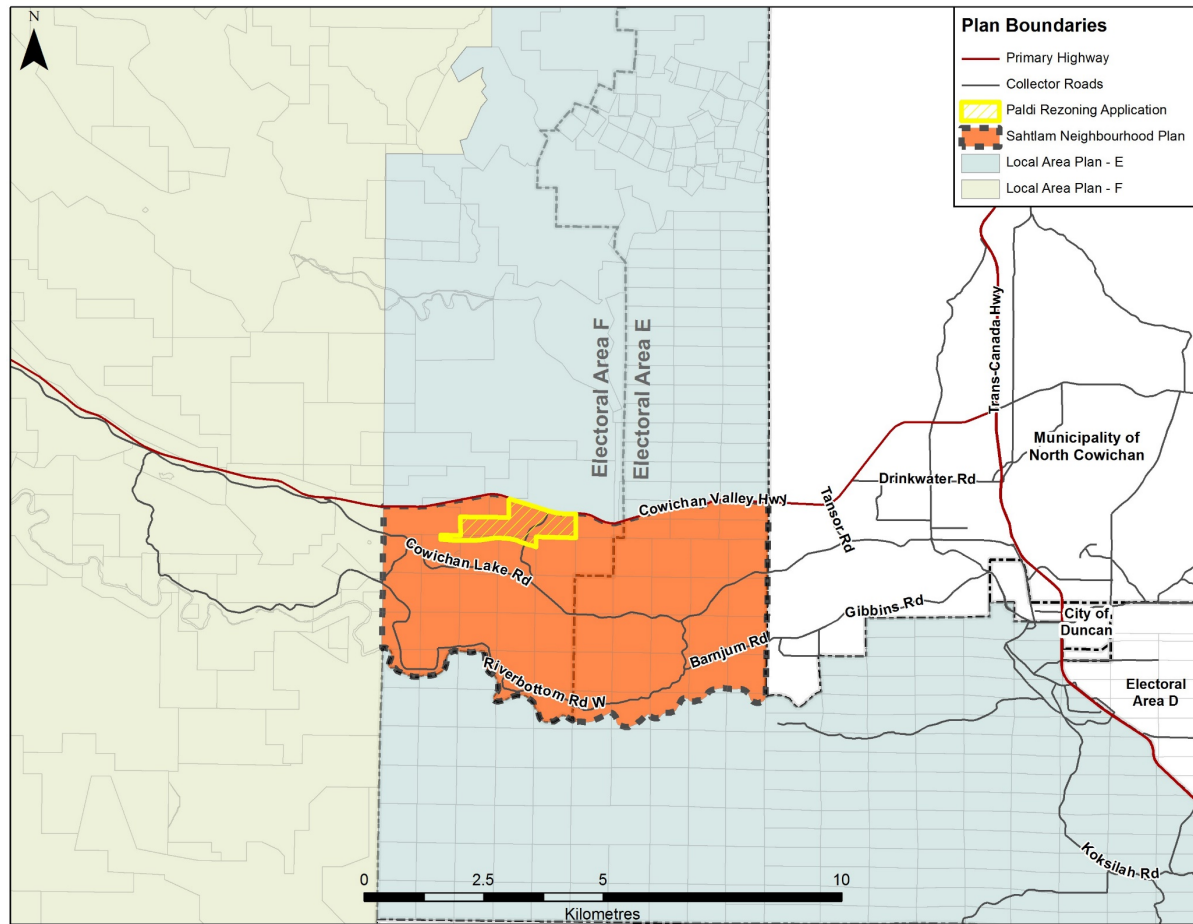 N
Plan Boundaries
Primary Highway
Collector Roads
Paldi Rezoning Application
Sahtlam Neighbourhood Plan
Local Area Plan - E
Local Area Plan - F
Electoral Area F
Electoral Area E
Trans-Canada Hwy
Municipality of
North Cowichan
Drinkwater Rd
Cowichan Valley Hwy
Tansor Rd
Cowichan Lake Rd
Gibbins Rd
City of
Duncan
Barnjum Rd
Riverbottom Rd W
Electoral
Area D
Koksilah Rd
0 2.5 5 10
Kilometres